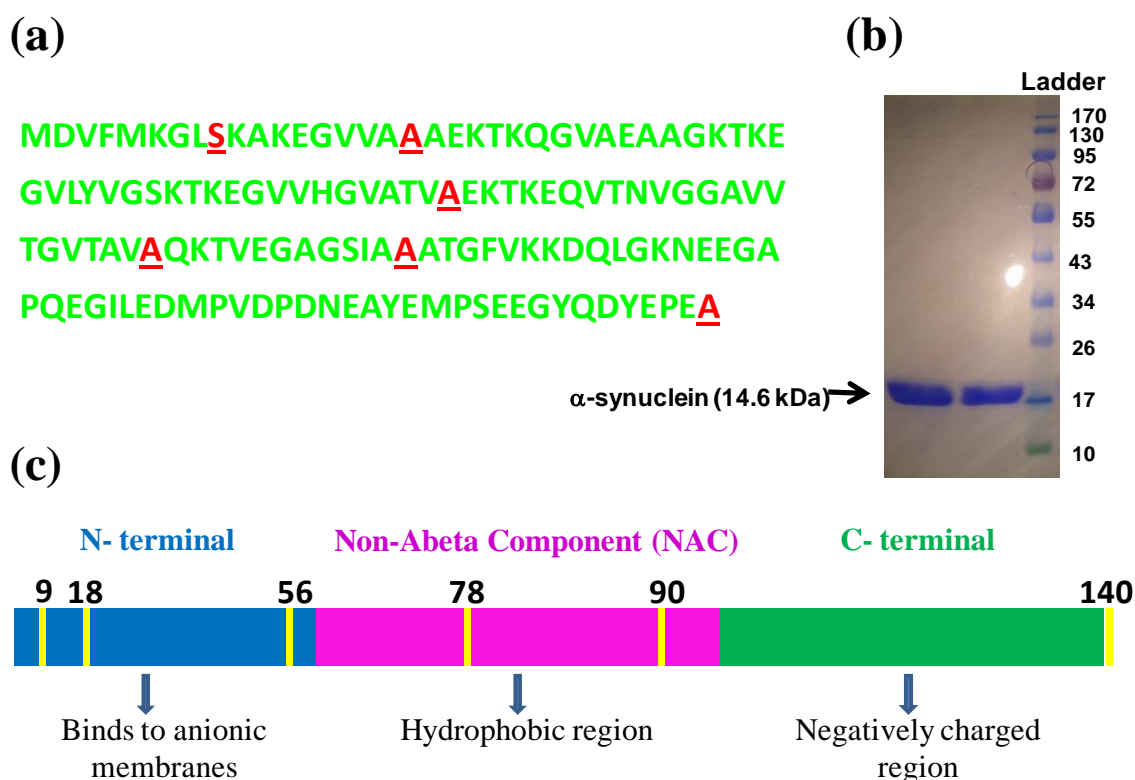 (a)
MDVFMKGLSKAKEGVVAAAEKTKQGVAEAAGKTKE
GVLYVGSKTKEGVVHGVATVAEKTKEQVTNVGGAVV
TGVTAVAQKTVEGAGSIAAATGFVKKDQLGKNEEGA
PQEGILEDMPVDPDNEAYEMPSEEGYQDYEPEA
(b)
Ladder
170
130
95
72
55
43
34
26
17
10
α-synuclein (14.6 kDa)
(c)
N- terminal
Non-Abeta Component (NAC)
C- terminal
9 18 56 78 90 140
Binds to anionic
membranes
Hydrophobic region
Negatively charged
region